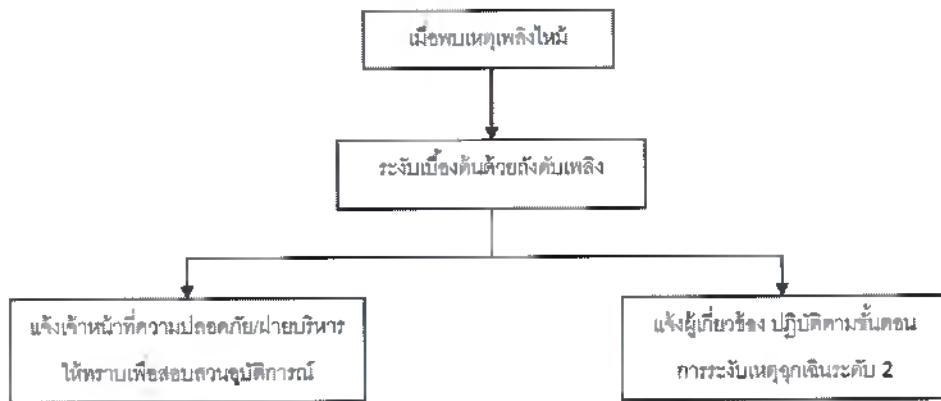 เมื่อพบเหตุเพลิงไหม้
ระงับเบื้องต้นด้วยถังดับเพลิง
แจ้งเจ้าหน้าที่ความปลอดภัย/ฝ่ายบริหาร
ให้ทราบเพื่อสอบสวนอุบัติการณ์
แจ้งผู้เกี่ยวข้อง ปฏิบัติตามขั้นตอน
การระงับเหตุฉุกเฉินระดับ 2